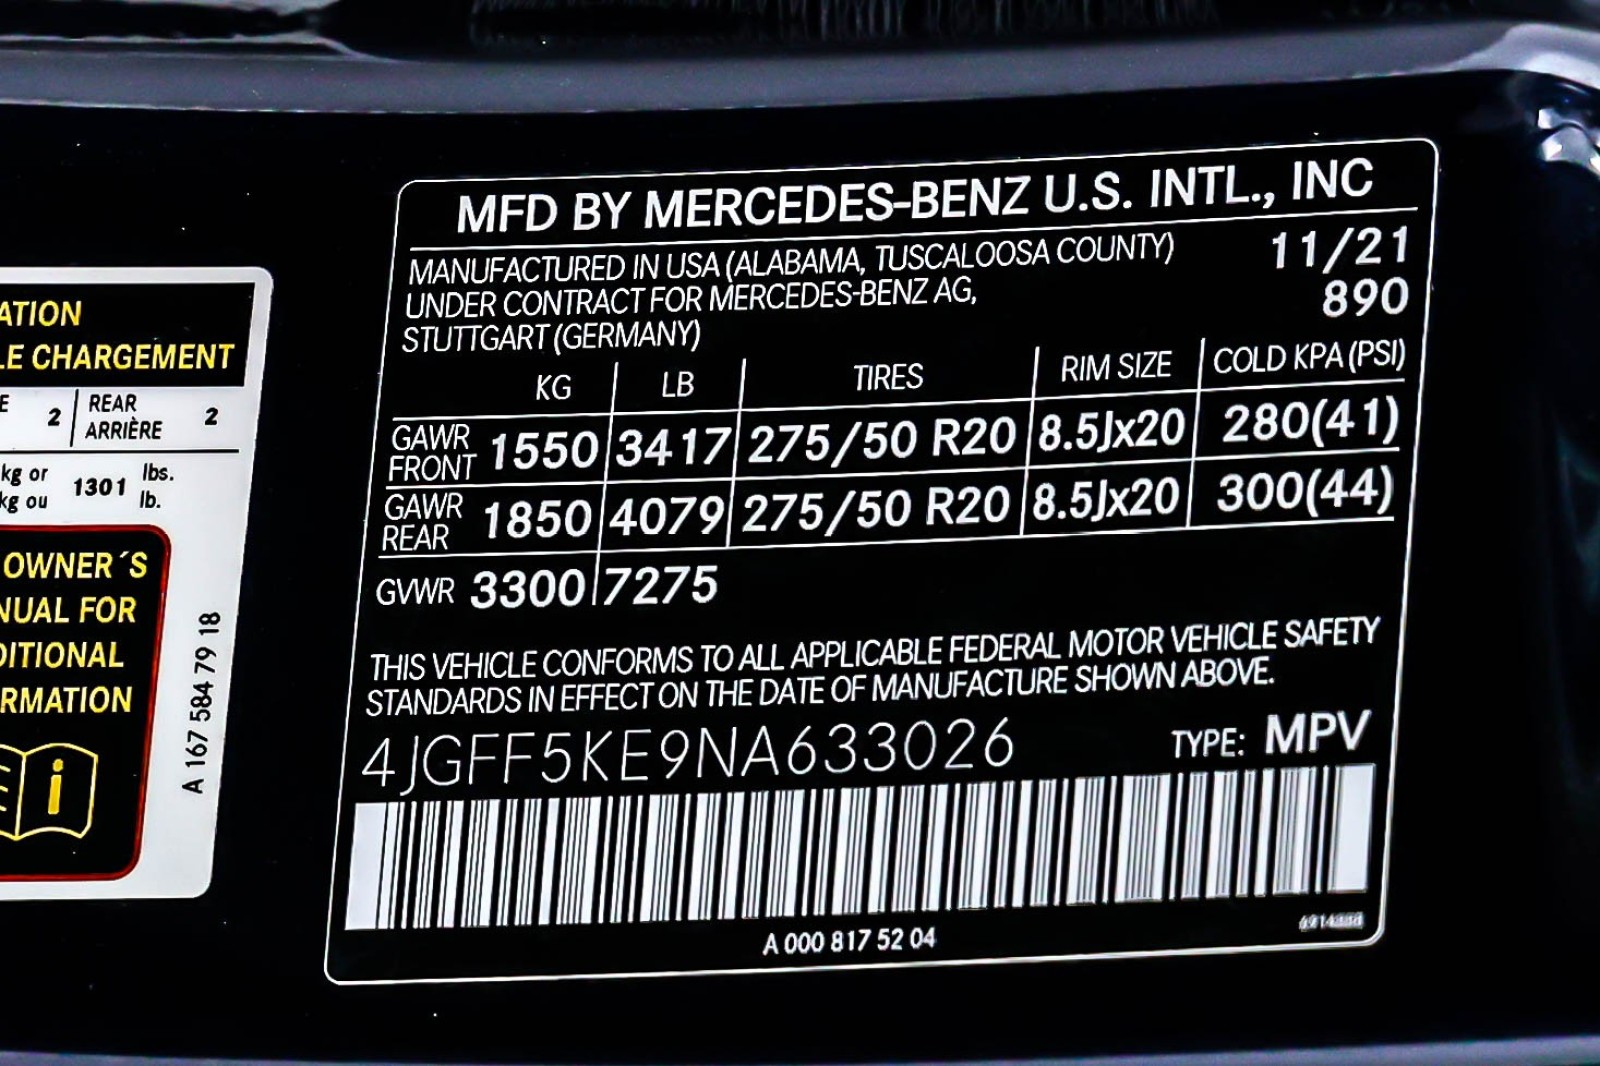 ATION
LE CHARGEMENT
E 2 REAR ARRIÈRE 2
kg or 1301 lbs.
kg ou lb.
OWNER´S
NUAL FOR
DITIONAL
RMATION
i
A 167 584 79 18
MFD BY MERCEDES-BENZ U.S. INTL., INC
MANUFACTURED IN USA (ALABAMA, TUSCALOOSA COUNTY) 11/21
UNDER CONTRACT FOR MERCEDES-BENZ AG, 890
STUTTGART (GERMANY)
KG LB TIRES RIM SIZE COLD KPA (PSI)
GAWR FRONT 1550 3417 275/50 R20 8.5Jx20 280(41)
GAWR REAR 1850 4079 275/50 R20 8.5Jx20 300(44)
GVWR 3300 7275
THIS VEHICLE CONFORMS TO ALL APPLICABLE FEDERAL MOTOR VEHICLE SAFETY
STANDARDS IN EFFECT ON THE DATE OF MANUFACTURE SHOWN ABOVE.
4JGFF5KE9NA633026 TYPE: MPV
A 000 817 52 04